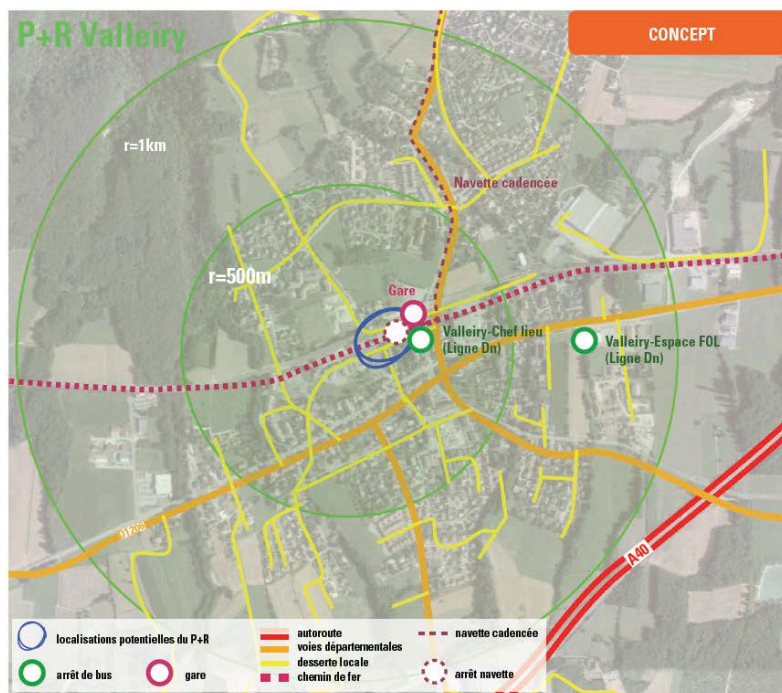 P+R Valleiry
CONCEPT
r=1km
Navette cadencée
r=500m
Gare
Valleiry-Chef lieu
(Ligne Dn)
Valleiry-Espace FOL
(Ligne Dn)
A40
localisations potentielles du P+R
arrêt de bus
gare
autoroute
voies départementales
desserte locale
chemin de fer
navette cadencée
arrêt navette